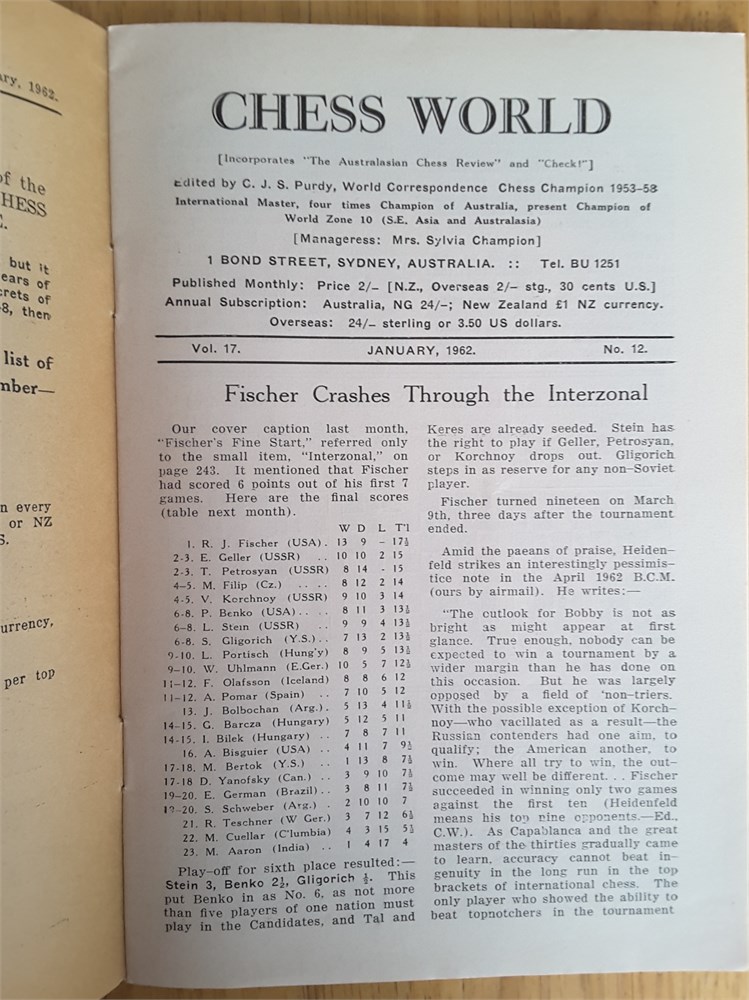 ary, 1962.
of the
HESS
E.
but it
ears of
crets of
-8, then
list of
mber—
n every
or NZ
S.
urrency,
per top
CHESS WORLD
[Incorporates "The Australasian Chess Review" and "Check!"]
Edited by C. J. S. Purdy, World Correspondence Chess Champion 1953-58
International Master, four times Champion of Australia, present Champion of
World Zone 10 (S.E. Asia and Australasia)
[Manageress: Mrs. Sylvia Champion]
1 BOND STREET, SYDNEY, AUSTRALIA. :: Tel. BU 1251
Published Monthly: Price 2/- [N.Z., Overseas 2/- stg., 30 cents U.S.]
Annual Subscription: Australia, NG 24/-; New Zealand £1 NZ currency.
Overseas: 24/- sterling or 3.50 US dollars.
Vol. 17. JANUARY, 1962. No. 12.
Fischer Crashes Through the Interzonal
Our cover caption last month,
"Fischer's Fine Start," referred only
to the small item, "Interzonal," on
page 243. It mentioned that Fischer
had scored 6 points out of his first 7
games. Here are the final scores
(table next month).
W D L T'l
1. R. J. Fischer (USA). 13 9 - 17½
2-3. E. Geller (USSR) .. 10 10 2 15
2-3. T. Petrosyan (USSR) 8 14 - 15
4-5. M. Filip (Cz.) .. .. 8 12 2 14
4-5. V. Korchnoy (USSR) 9 10 3 14
6-8. P. Benko (USA).. .. 8 11 3 13½
6-8. L. Stein (USSR) .. 9 9 4 13½
6-8. S. Gligorich (Y.S.).. 7 13 2 13½
9-10. L. Portisch (Hung'y) 8 9 5 13½
9-10. W. Uhlmann (E.Ger.) 10 5 7 12½
11-12. F. Olafsson (Iceland) 8 8 6 12
11-12. A. Pomar (Spain) .. 7 10 5 12
13. J. Bolbochan (Arg.). 5 13 4 11½
14-15. G. Barcza (Hungary) 5 12 5 11
14-15. I. Bilek (Hungary) .. 7 8 7 11
16. A. Bisguier (USA) .. 4 11 7 9½
17-18. M. Bertok (Y.S.) .. 1 13 8 7½
17-18 D. Yanofsky (Can.) .. 3 9 10 7½
19-20. E. German (Brazil).. 3 8 11 7½
19-20. S. Schweber (Arg.) . 2 10 10 7
21. R. Teschner (W Ger.) 3 7 12 6½
22. M. Cuellar (C'lumbia) 4 3 15 5½
23. M. Aaron (India) .. 1 4 17 4
Play-off for sixth place resulted:—
Stein 3, Benko 2½, Gligorich ½. This
put Benko in as No. 6, as not more
than five players of one nation must
play in the Candidates, and Tal and
Keres are already seeded. Stein has
the right to play if Geller, Petrosyan,
or Korchnoy drops out. Gligorich
steps in as reserve for any non-Soviet
player.
Fischer turned nineteen on March
9th, three days after the tournament
ended.
Amid the paeans of praise, Heiden-
feld strikes an interestingly pessimis-
tice note in the April 1962 B.C.M.
(ours by airmail). He writes:—
"The outlook for Bobby is not as
bright as might appear at first
glance. True enough, nobody can be
expected to win a tournament by a
wider margin than he has done on
this occasion. But he was largely
opposed by a field of 'non-triers.
With the possible exception of Korch-
noy—who vacillated as a result—the
Russian contenders had one aim, to
qualify; the American another, to
win. Where all try to win, the out-
come may well be different. . . Fischer
succeeded in winning only two games
against the first ten (Heidenfeld
means his top nine opponents.—Ed.,
C.W.). As Capablanca and the great
masters of the thirties gradually came
to learn, accuracy cannot beat in-
genuity in the long run in the top
brackets of international chess. The
only player who showed the ability to
beat topnotchers in the tournament